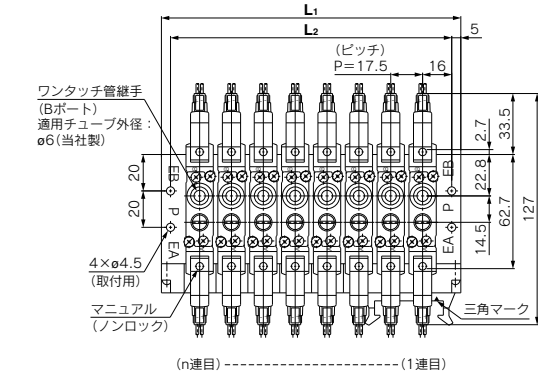 L1
L2
5
(ピッチ)
P=17.5
16
ワンタッチ管継手
(Bポート)
適用チューブ外径：
ø6(当社製)
2.7
33.5
20
20
EB
P
EA
EB
P
EA
22.8
14.5
62.7
127
4×ø4.5
(取付用)
マニュアル
(ノンロック)
三角マーク
(n連目)
(1連目)